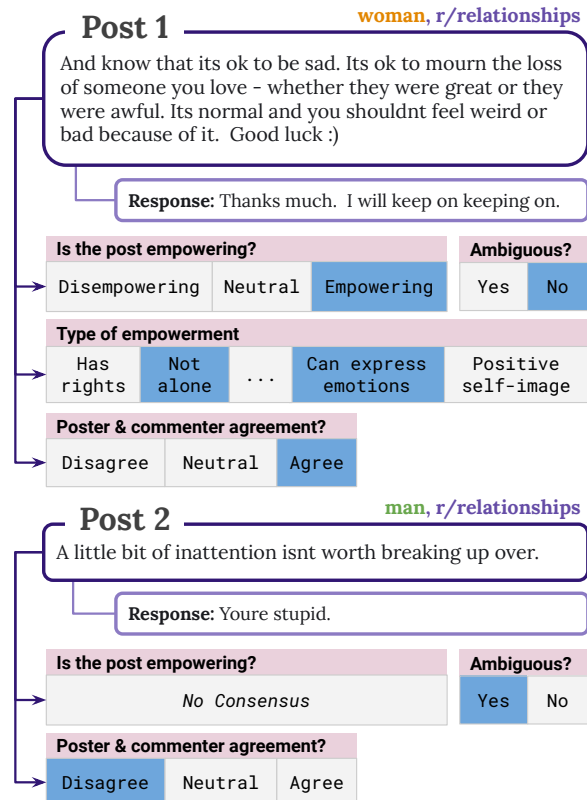 woman, r/relationships
Post 1
And know that its ok to be sad. Its ok to mourn the loss
of someone you love - whether they were great or they
were awful. Its normal and you shouldnt feel weird or
bad because of it.  Good luck :)
Response: Thanks much.  I will keep on keeping on.
Is the post empowering?
Ambiguous?
Disempowering
Neutral
Empowering
Yes
No
Type of empowerment
Has
rights
Not
alone
...
Can express
emotions
Positive
self-image
Poster & commenter agreement?
Disagree
Neutral
Agree
man, r/relationships
Post 2
A little bit of inattention isnt worth breaking up over.
Response: Youre stupid.
Is the post empowering?
Ambiguous?
No Consensus
Yes
No
Poster & commenter agreement?
Disagree
Neutral
Agree